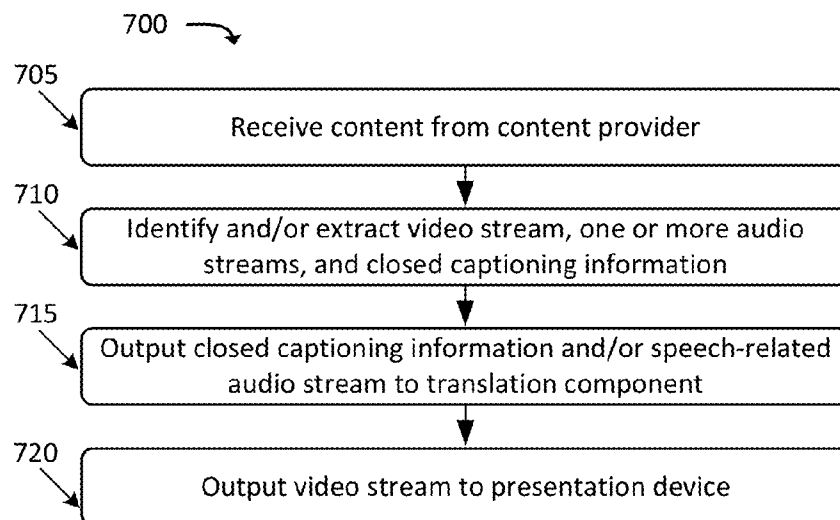 700
705
Receive content from content provider
710
Identify and/or extract video stream, one or more audio
streams, and closed captioning information
715
Output closed captioning information and/or speech-related
audio stream to translation component
720
Output video stream to presentation device